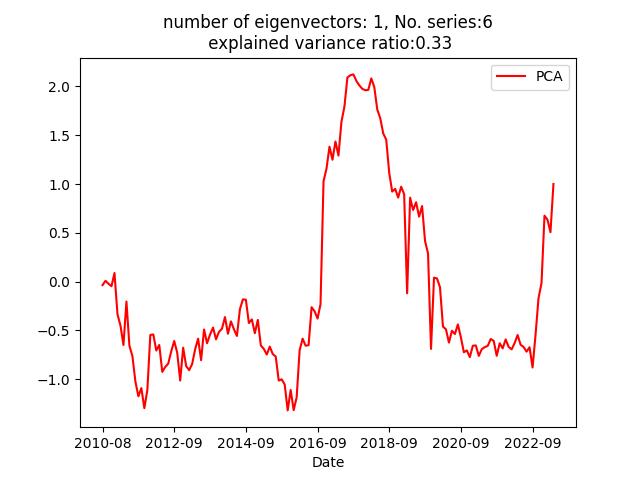 number of eigenvectors: 1, No. series:6
explained variance ratio:0.33
PCA
2.0
1.5
1.0
0.5
0.0
−0.5
−1.0
2010-08 2012-09 2014-09 2016-09 2018-09 2020-09 2022-09
Date